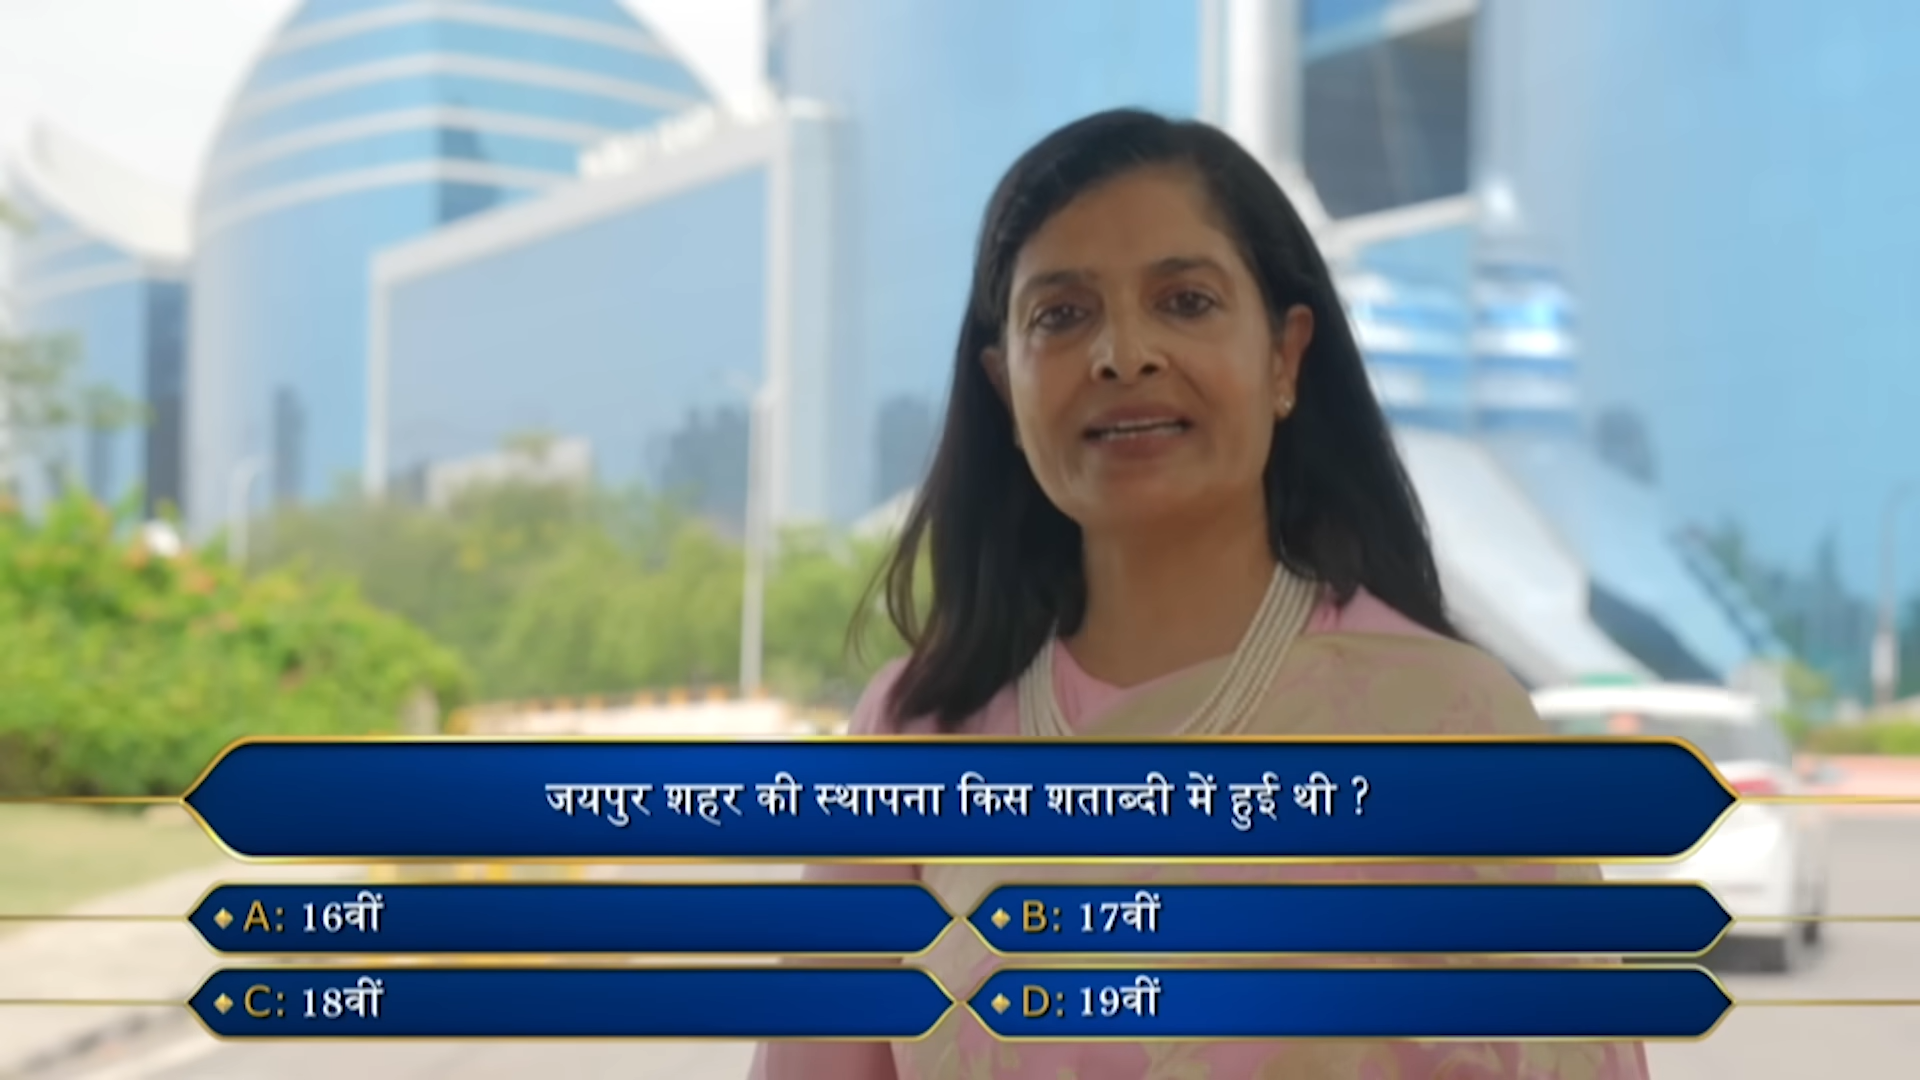 जयपुर शहर की स्थापना किस शताब्दी में हुई थी ?
A: 16वीं
B: 17वीं
C: 18वीं
D: 19वीं